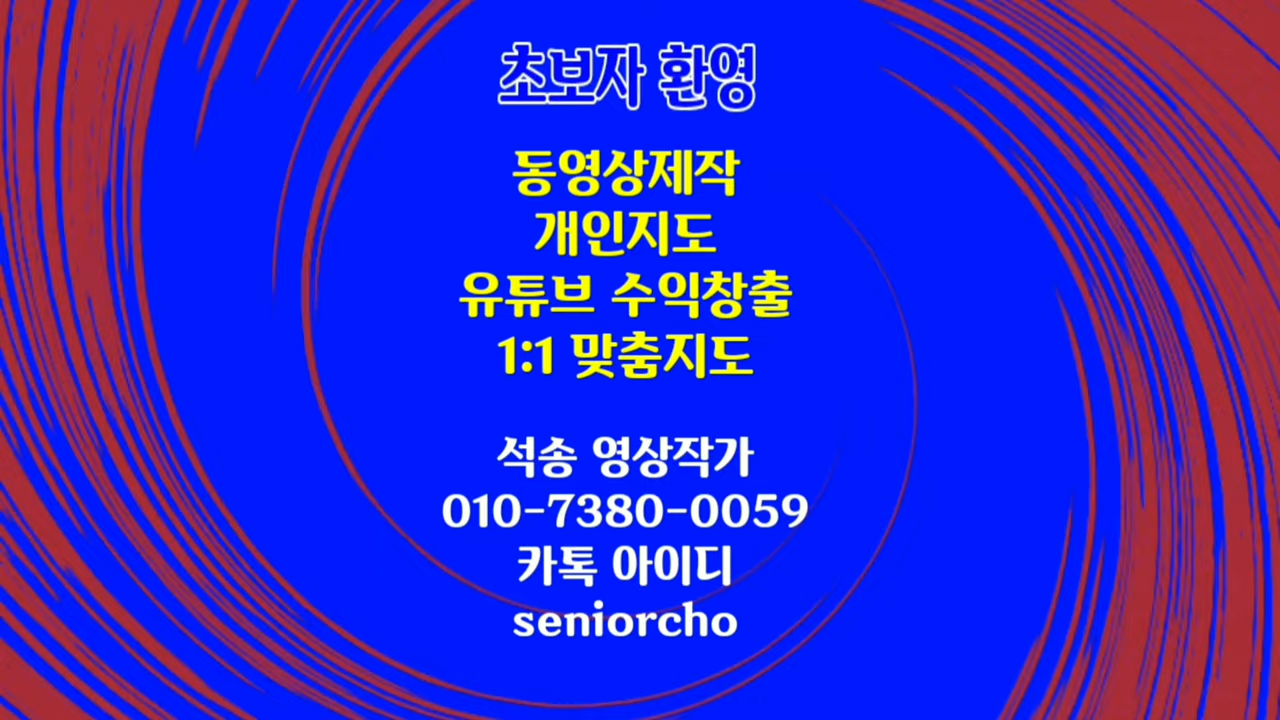 초보자 환영
동영상제작
개인지도
유튜브 수익창출
1:1 맞춤지도
석송 영상작가
010-7380-0059
카톡 아이디
seniorcho